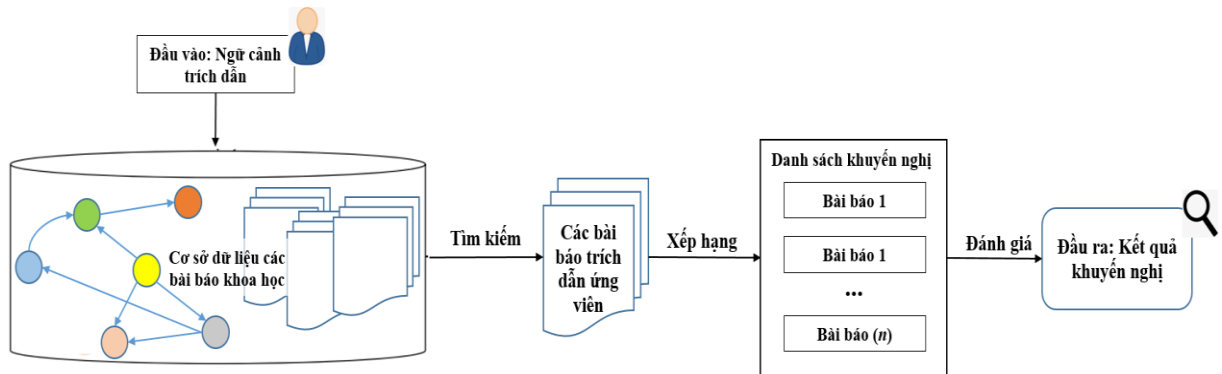 Đầu vào: Ngữ cảnh
trích dẫn
Cơ sở dữ liệu các
bài báo khoa học
Tìm kiếm
Các bài
báo trích
dẫn ứng
viên
Xếp hạng
Danh sách khuyến nghị
Bài báo 1
Bài báo 1
...
Bài báo (n)
Đánh giá
Đầu ra: Kết quả
khuyến nghị